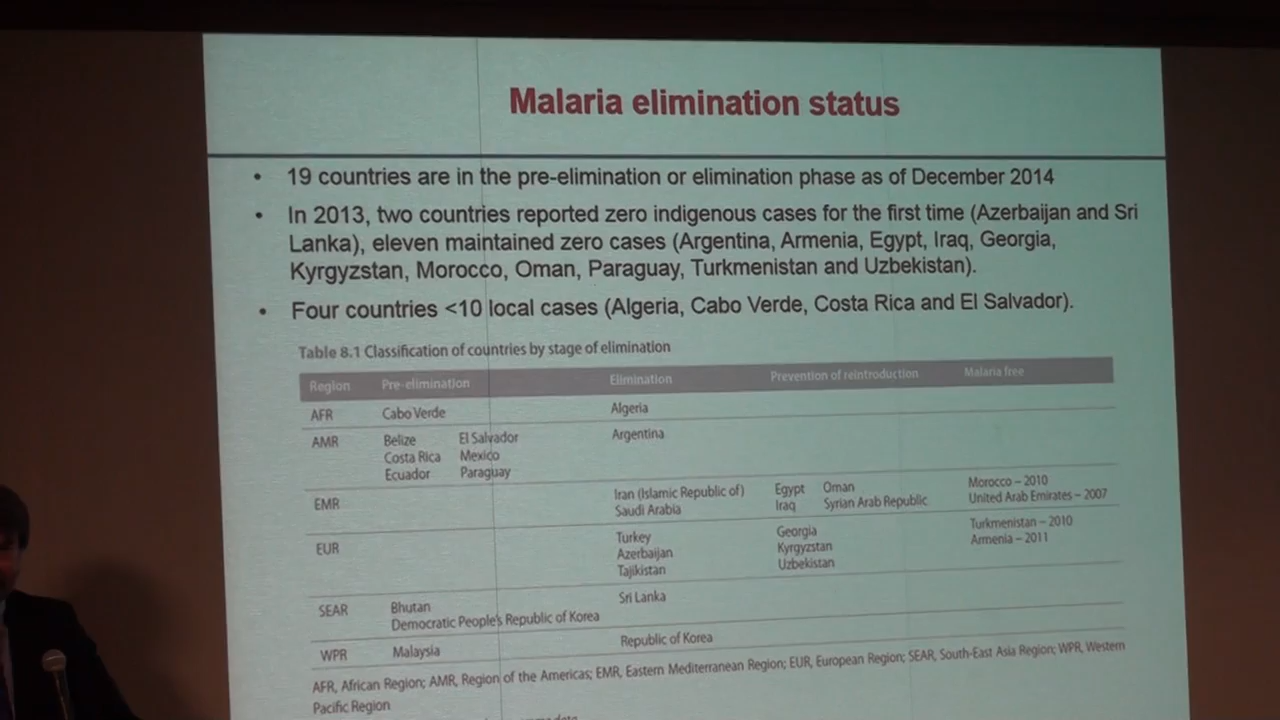 Malaria elimination status
• 19 countries are in the pre-elimination or elimination phase as of December 2014
• In 2013, two countries reported zero indigenous cases for the first time (Azerbaijan and Sri
Lanka), eleven maintained zero cases (Argentina, Armenia, Egypt, Iraq, Georgia,
Kyrgyzstan, Morocco, Oman, Paraguay, Turkmenistan and Uzbekistan).
• Four countries <10 local cases (Algeria, Cabo Verde, Costa Rica and El Salvador).
Table 8.1 Classification of countries by stage of elimination
Region Pre-elimination Elimination Prevention of reintroduction Malaria free
AFR Cabo Verde Algeria
AMR Belize El Salvador Argentina
Costa Rica Mexico
Ecuador Paraguay
EMR Iran (Islamic Republic of) Egypt Oman Morocco – 2010
Saudi Arabia Iraq Syrian Arab Republic United Arab Emirates – 2007
EUR Turkey Georgia Turkmenistan – 2010
Azerbaijan Kyrgyzstan Armenia – 2011
Tajikistan Uzbekistan
SEAR Bhutan Sri Lanka
Democratic People's Republic of Korea
WPR Malaysia Republic of Korea
AFR, African Region; AMR, Region of the Americas; EMR, Eastern Mediterranean Region; EUR, European Region; SEAR, South-East Asia Region; WPR, Western
Pacific Region